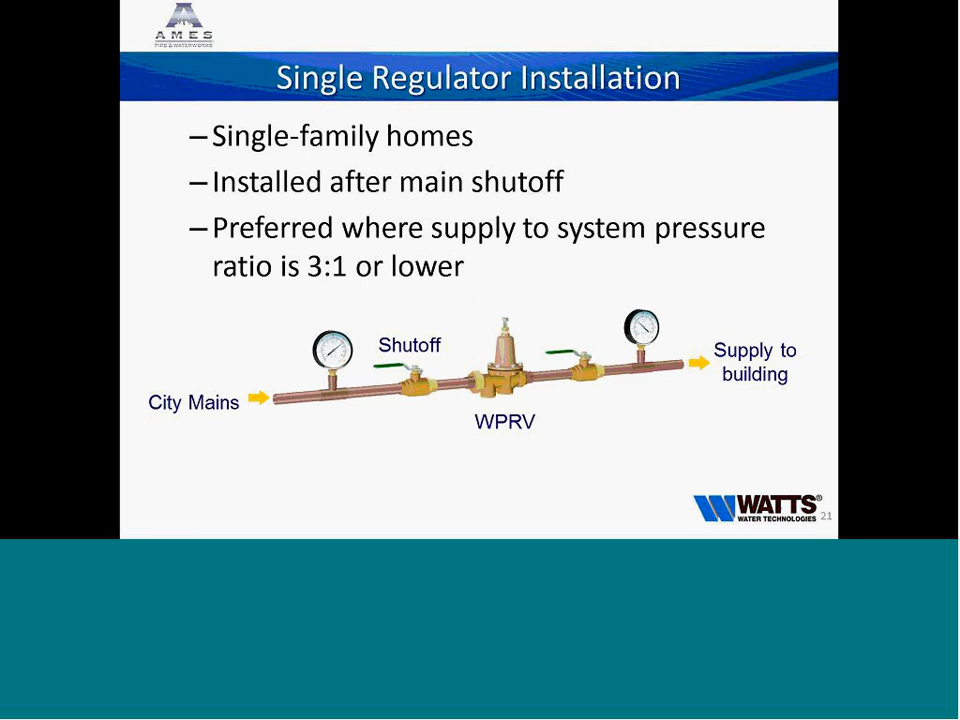 AMES
FIRE & WATERWORKS
Single Regulator Installation
–Single-family homes
–Installed after main shutoff
–Preferred where supply to system pressure
ratio is 3:1 or lower
Shutoff
Supply to
building
City Mains
WPRV
WATTS®
WATER TECHNOLOGIES
21